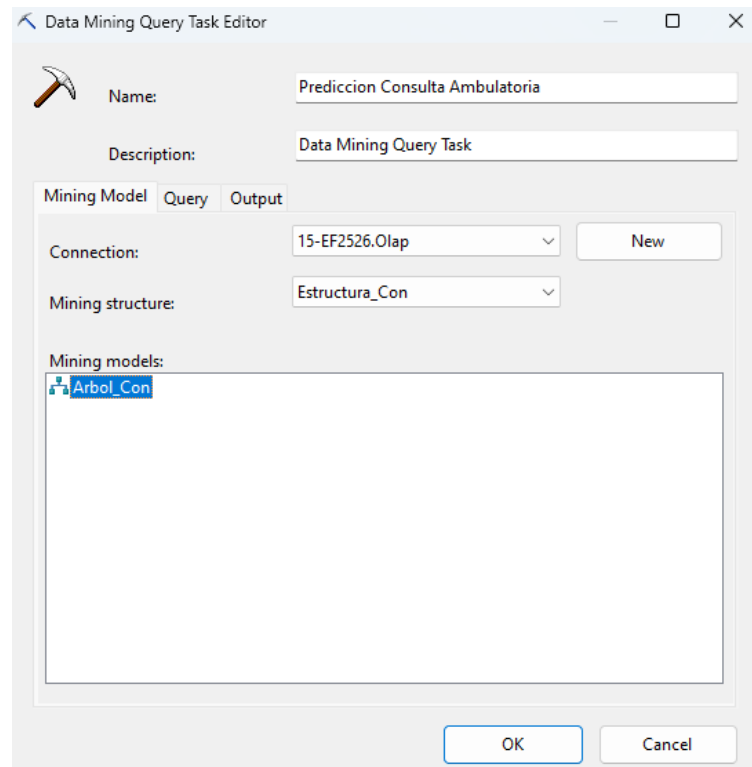 Data Mining Query Task Editor
Name: Prediccion Consulta Ambulatoria
Description: Data Mining Query Task
Mining Model Query Output
Connection: 15-EF2526.Olap New
Mining structure: Estructura_Con
Mining models:
Arbol_Con
OK Cancel